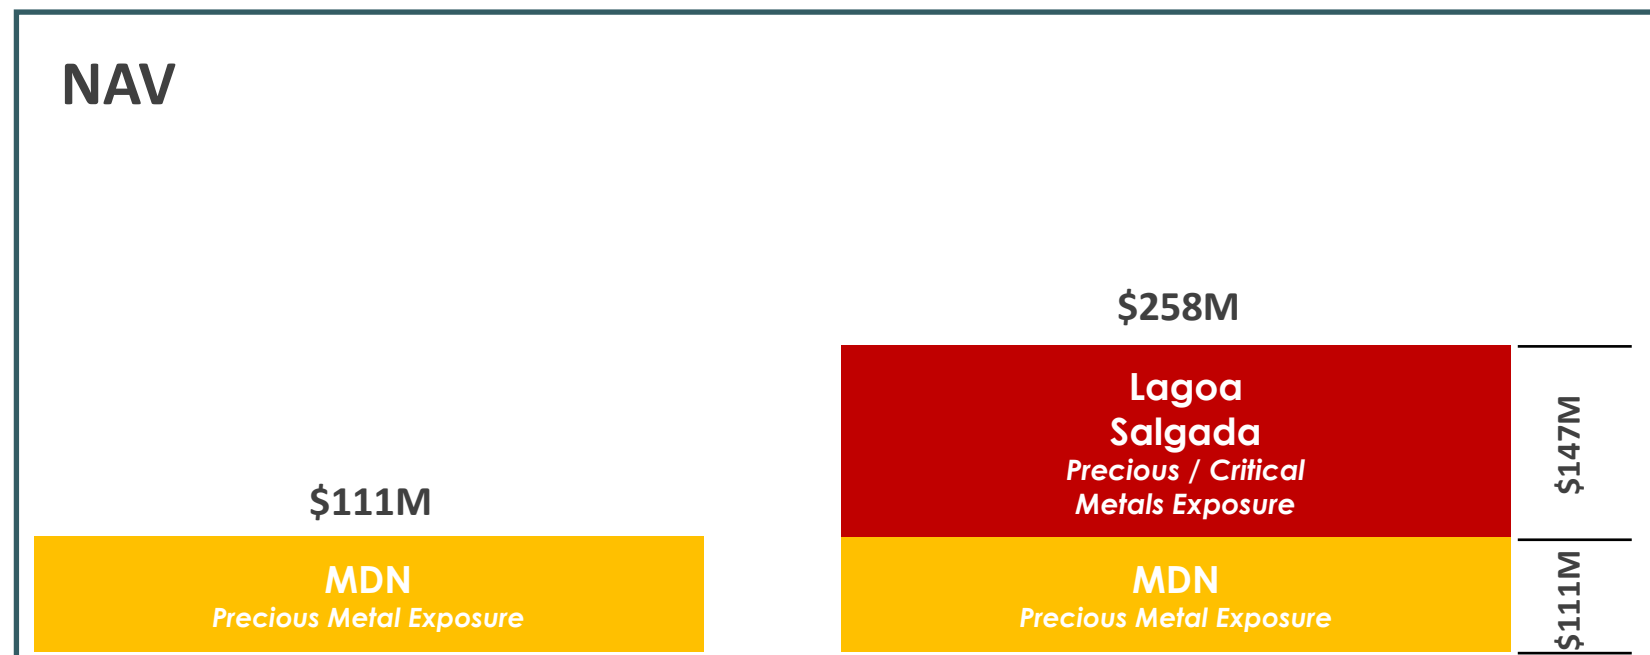 NAV
$258M
Lagoa
Salgada
Precious / Critical
Metals Exposure
$147M
$111M
MDN
Precious Metal Exposure
MDN
Precious Metal Exposure
$111M